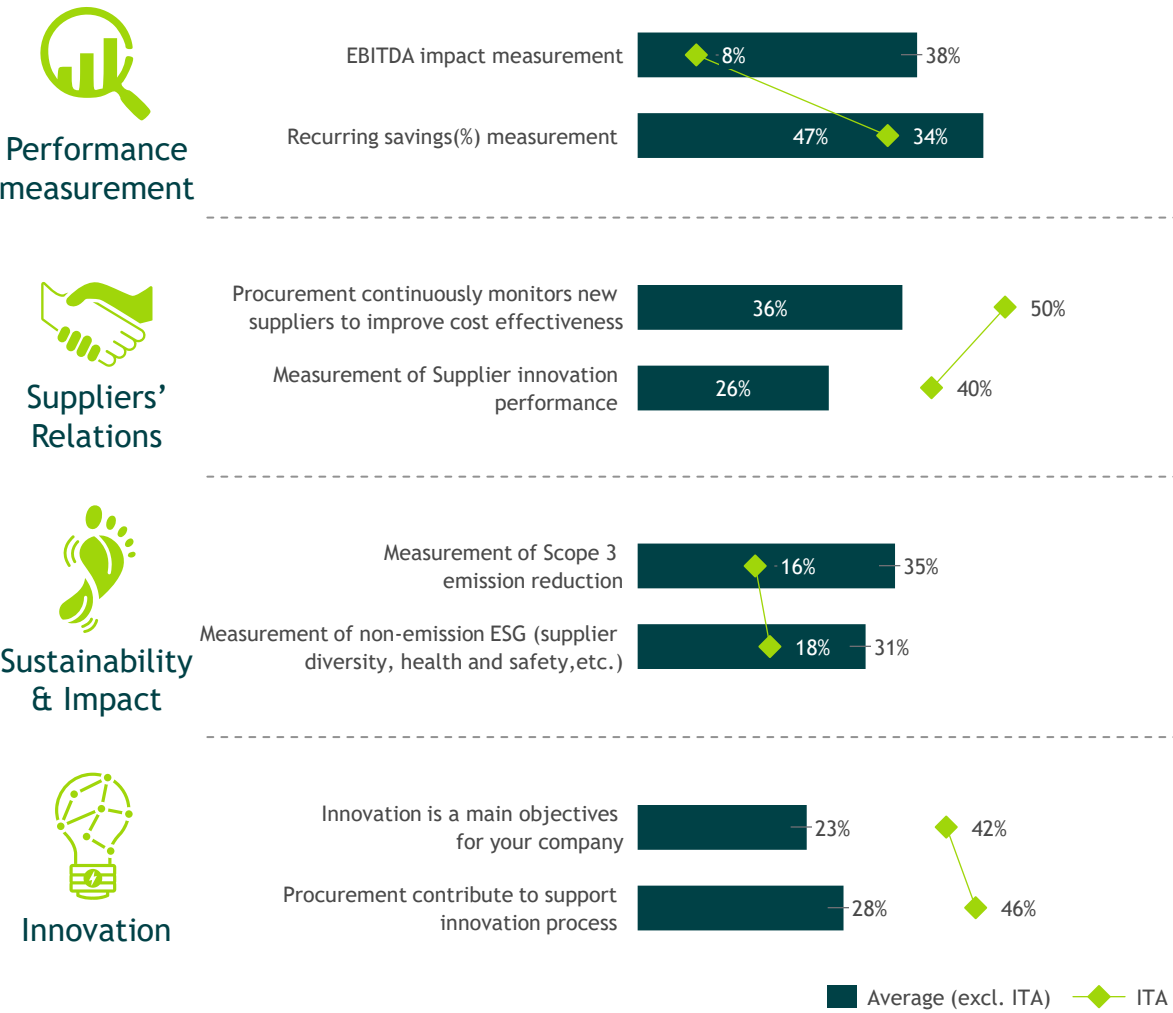 Performance
measurement
EBITDA impact measurement
8%
38%
Recurring savings(%) measurement
47%
34%
Suppliers’
Relations
Procurement continuously monitors new
suppliers to improve cost effectiveness
36%
50%
Measurement of Supplier innovation
performance
26%
40%
Sustainability
& Impact
Measurement of Scope 3
emission reduction
16%
35%
Measurement of non-emission ESG (supplier
diversity, health and safety,etc.)
18%
31%
Innovation
Innovation is a main objectives
for your company
23%
42%
Procurement contribute to support
innovation process
28%
46%
Average (excl. ITA)
ITA